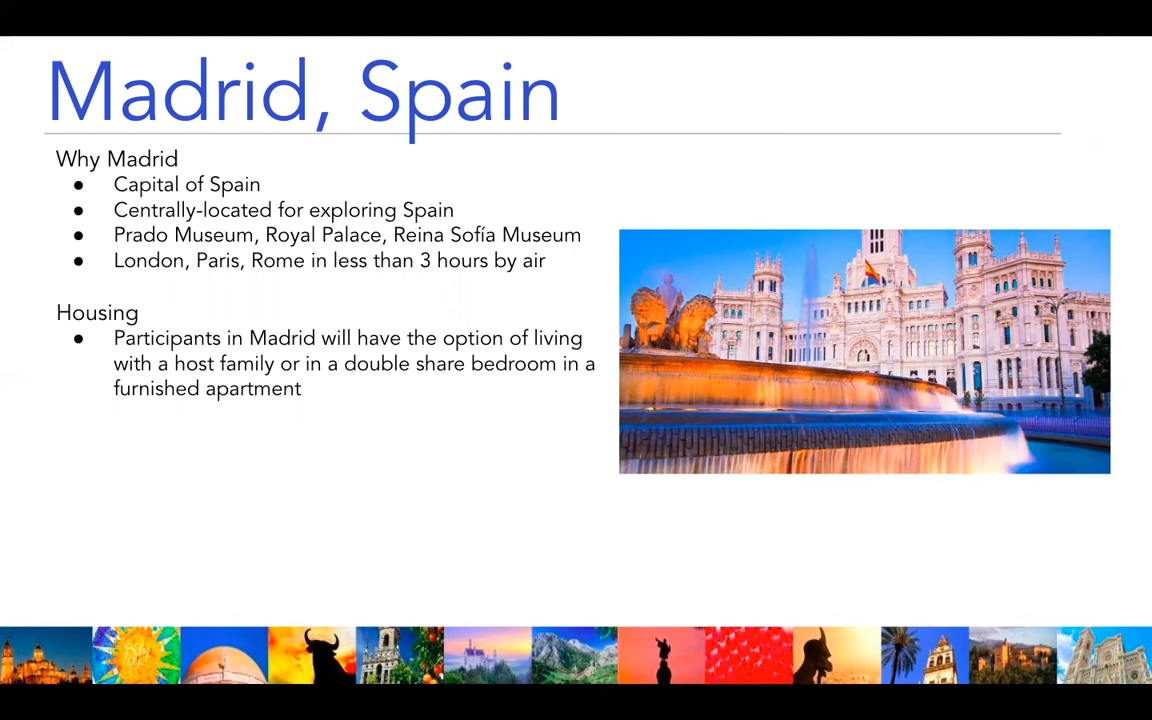 Madrid, Spain
Why Madrid
● Capital of Spain
● Centrally-located for exploring Spain
● Prado Museum, Royal Palace, Reina Sofía Museum
● London, Paris, Rome in less than 3 hours by air
Housing
● Participants in Madrid will have the option of living
with a host family or in a double share bedroom in a
furnished apartment